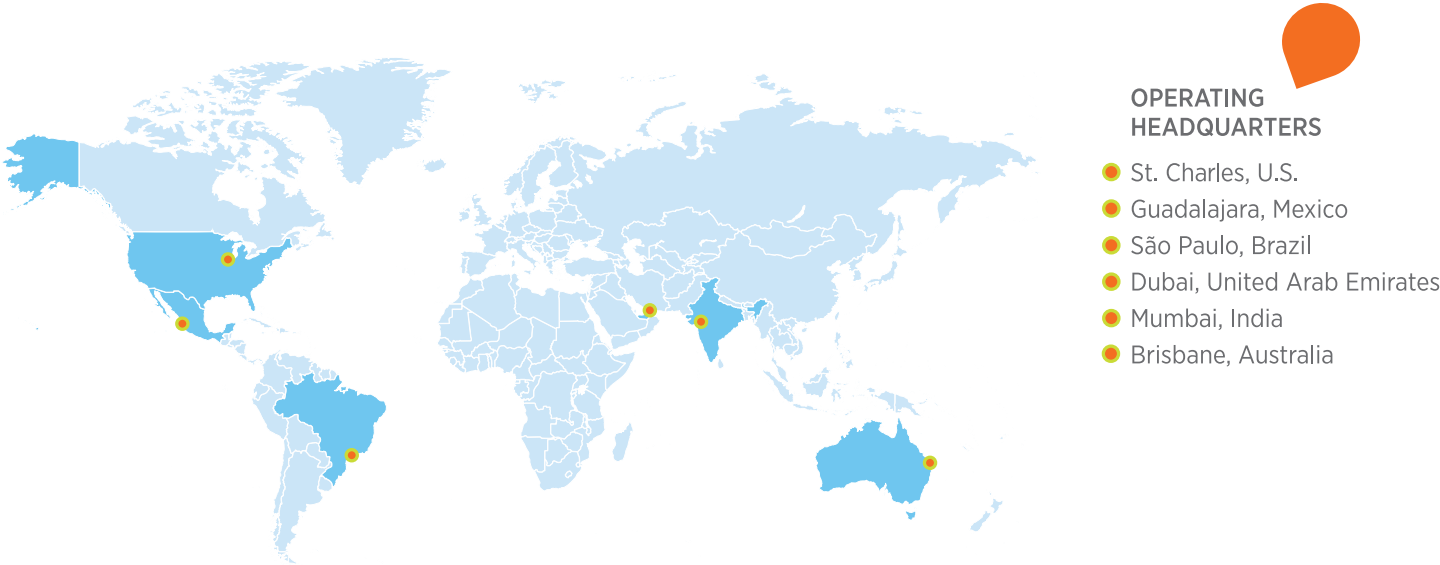 OPERATING
HEADQUARTERS
St. Charles, U.S.
Guadalajara, Mexico
São Paulo, Brazil
Dubai, United Arab Emirates
Mumbai, India
Brisbane, Australia